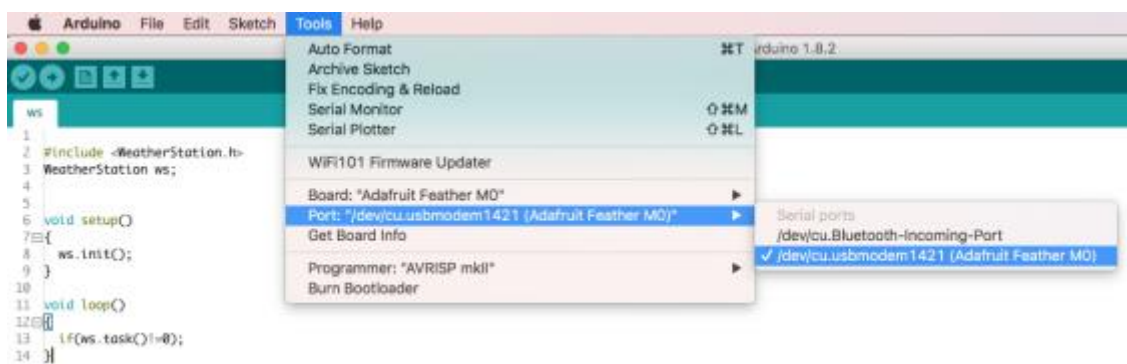 Arduino File Edit Sketch Tools Help
Arduino 1.8.2
Auto Format ⌘T
Archive Sketch
Fix Encoding & Reload
Serial Monitor ⇧⌘M
Serial Plotter ⇧⌘L
WiFi101 Firmware Updater
Board: "Adafruit Feather M0"
Port: "/dev/cu.usbmodem1421 (Adafruit Feather M0)"
Get Board Info
Programmer: "AVRISP mkII"
Burn Bootloader
Serial ports
/dev/cu.Bluetooth-Incoming-Port
✓ /dev/cu.usbmodem1421 (Adafruit Feather M0)
ws
1
2 #include <WeatherStation.h>
3 WeatherStation ws;
4
5
6 void setup()
7 {
8 ws.init();
9 }
10
11 void loop()
12 {
13 if(ws.task()!=0);
14 }